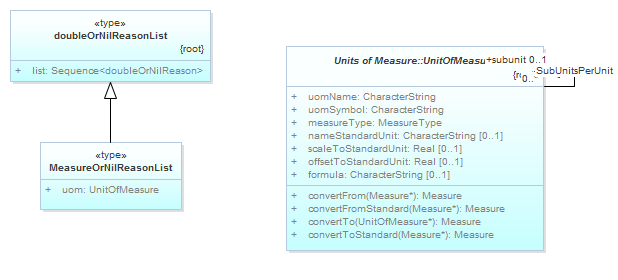 «type»
doubleOrNilReasonList
{root}
+ list: Sequence<doubleOrNilReason>
«type»
MeasureOrNilReasonList
+ uom: UnitOfMeasure
Units of Measure::UnitOfMeasu
+subunit 0..1
SubUnitsPerUnit
0..
+ uomName: CharacterString
+ uomSymbol: CharacterString
+ measureType: MeasureType
+ nameStandardUnit: CharacterString [0..1]
+ scaleToStandardUnit: Real [0..1]
+ offsetToStandardUnit: Real [0..1]
+ formula: CharacterString [0..1]
+ convertFrom(Measure*): Measure
+ convertFromStandard(Measure*): Measure
+ convertTo(UnitOfMeasure*): Measure
+ convertToStandard(Measure*): Measure